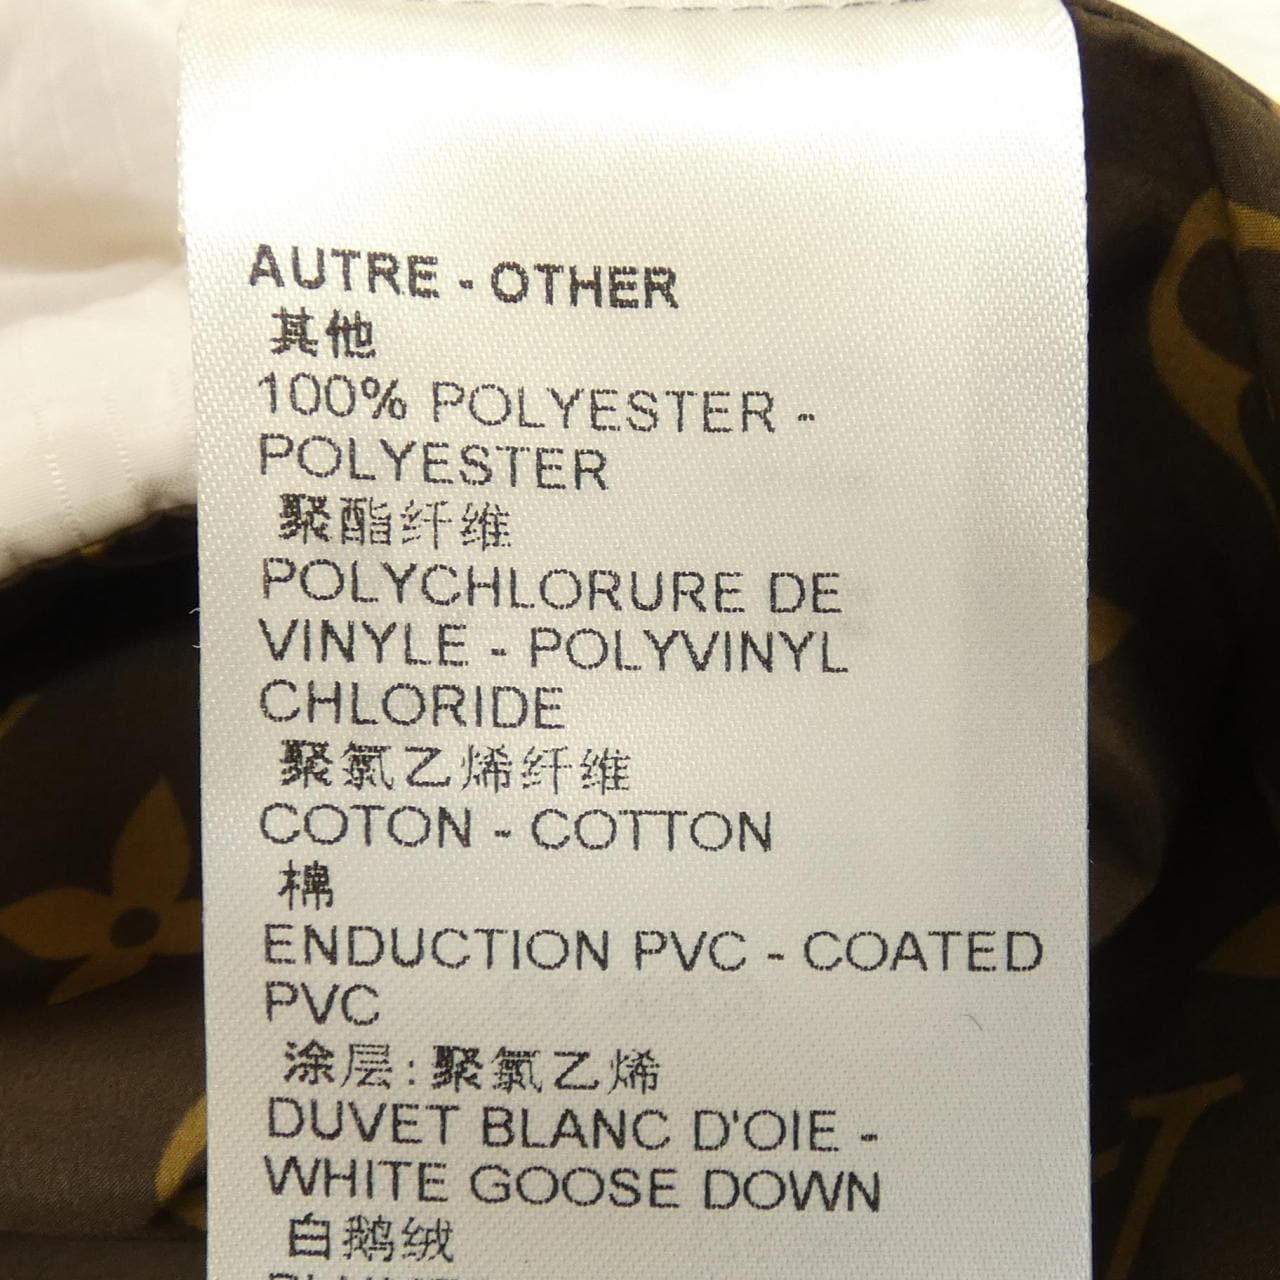 AUTRE - OTHER
其他
100% POLYESTER -
POLYESTER
聚酯纤维
POLYCHLORURE DE
VINYLE - POLYVINYL
CHLORIDE
聚氯乙烯纤维
COTON - COTTON
棉
ENDUCTION PVC - COATED
PVC
涂层:聚氯乙烯
DUVET BLANC D'OIE -
WHITE GOOSE DOWN
白鹅绒